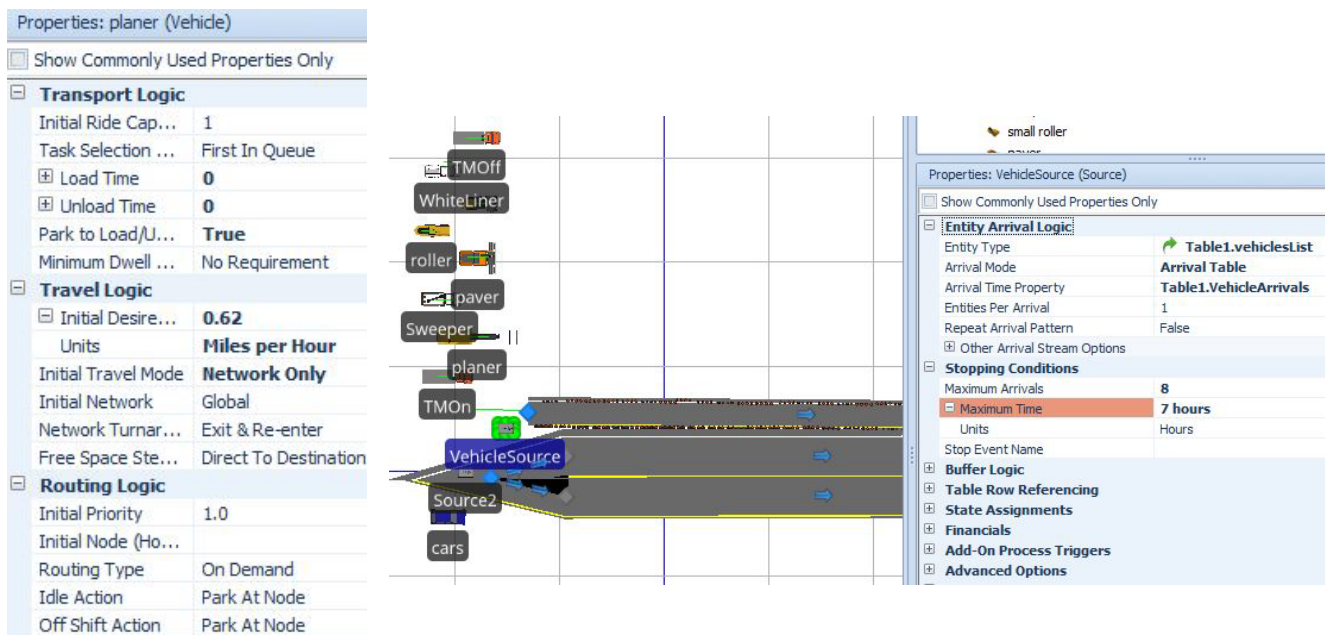 Properties: planer (Vehicle)
Show Commonly Used Properties Only
Transport Logic
Initial Ride Cap... 1
Task Selection ... First In Queue
Load Time 0
Unload Time 0
Park to Load/U... True
Minimum Dwell ... No Requirement
Travel Logic
Initial Desire... 0.62
Units Miles per Hour
Initial Travel Mode Network Only
Initial Network Global
Network Turnar... Exit & Re-enter
Free Space Ste... Direct To Destination
Routing Logic
Initial Priority 1.0
Initial Node (Ho...
Routing Type On Demand
Idle Action Park At Node
Off Shift Action Park At Node
TMOff
WhiteLiner
roller
paver
Sweeper
planer
TMOn
VehicleSource
Source2
cars
small roller
Properties: VehicleSource (Source)
Show Commonly Used Properties Only
Entity Arrival Logic
Entity Type Table1.vehiclesList
Arrival Mode Arrival Table
Arrival Time Property Table1.VehicleArrivals
Entities Per Arrival 1
Repeat Arrival Pattern False
Other Arrival Stream Options
Stopping Conditions
Maximum Arrivals 8
Maximum Time 7 hours
Units Hours
Stop Event Name
Buffer Logic
Table Row Referencing
State Assignments
Financials
Add-On Process Triggers
Advanced Options